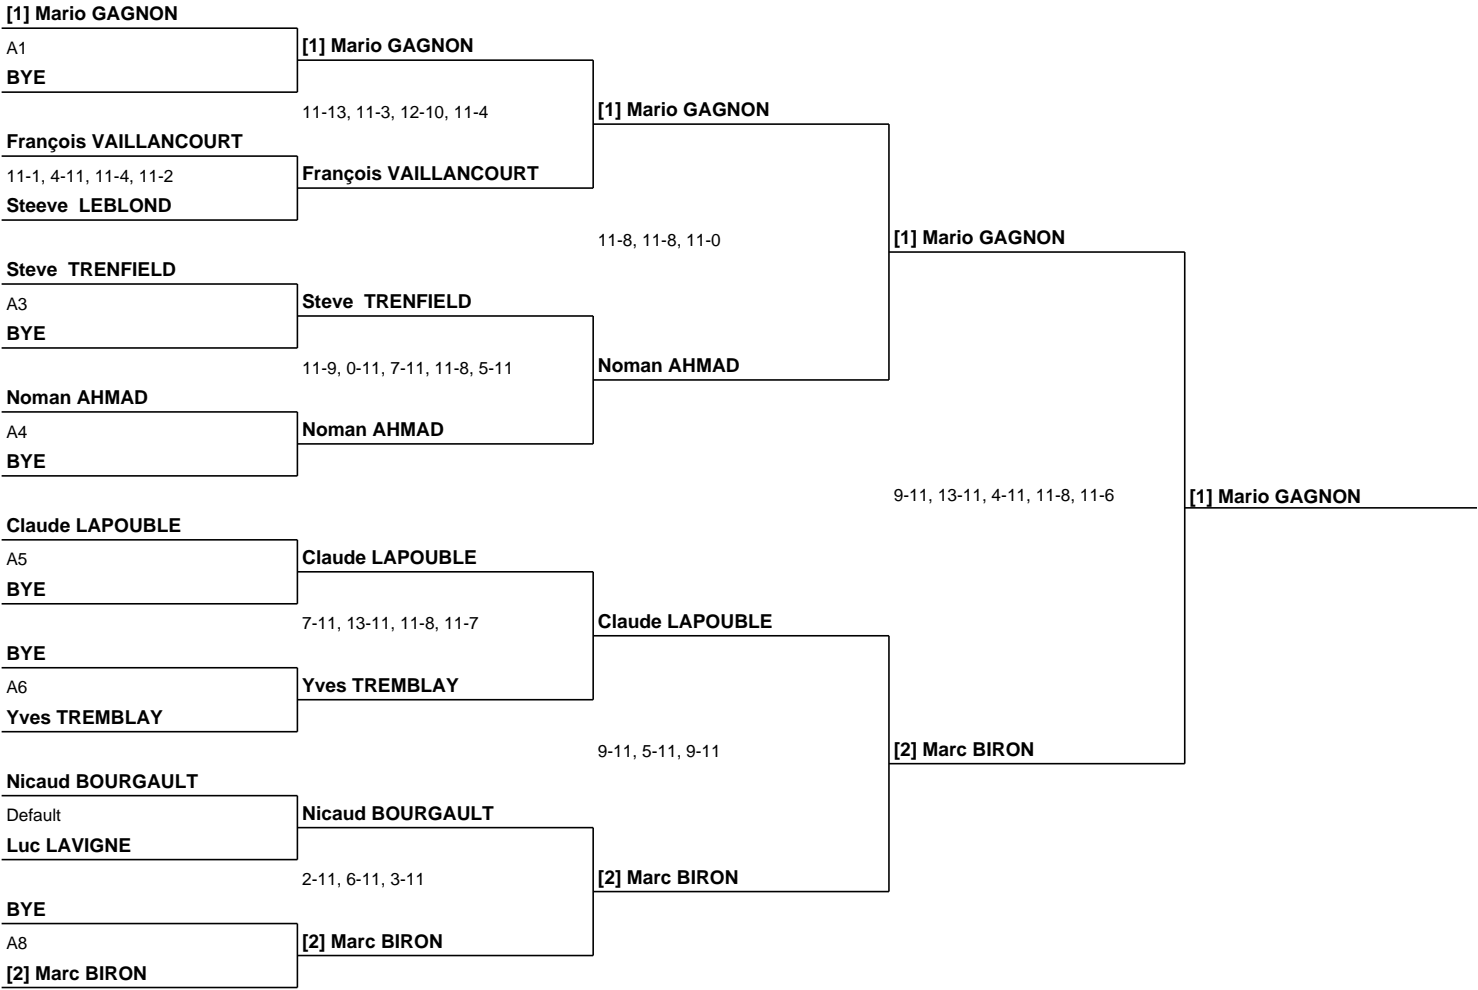 [1] Mario GAGNON
A1
BYE
François VAILLANCOURT
11-1, 4-11, 11-4, 11-2
Steeve  LEBLOND
Steve  TRENFIELD
A3
BYE
Noman AHMAD
A4
BYE
Claude LAPOUBLE
A5
BYE
BYE
A6
Yves TREMBLAY
Nicaud BOURGAULT
Default
Luc LAVIGNE
BYE
A8
[2] Marc BIRON
[1] Mario GAGNON
11-13, 11-3, 12-10, 11-4
François VAILLANCOURT
Steve  TRENFIELD
11-9, 0-11, 7-11, 11-8, 5-11
Noman AHMAD
Claude LAPOUBLE
7-11, 13-11, 11-8, 11-7
Yves TREMBLAY
Nicaud BOURGAULT
2-11, 6-11, 3-11
[2] Marc BIRON
[1] Mario GAGNON
11-8, 11-8, 11-0
Noman AHMAD
Claude LAPOUBLE
9-11, 5-11, 9-11
[2] Marc BIRON
[1] Mario GAGNON
9-11, 13-11, 4-11, 11-8, 11-6
[2] Marc BIRON
[1] Mario GAGNON